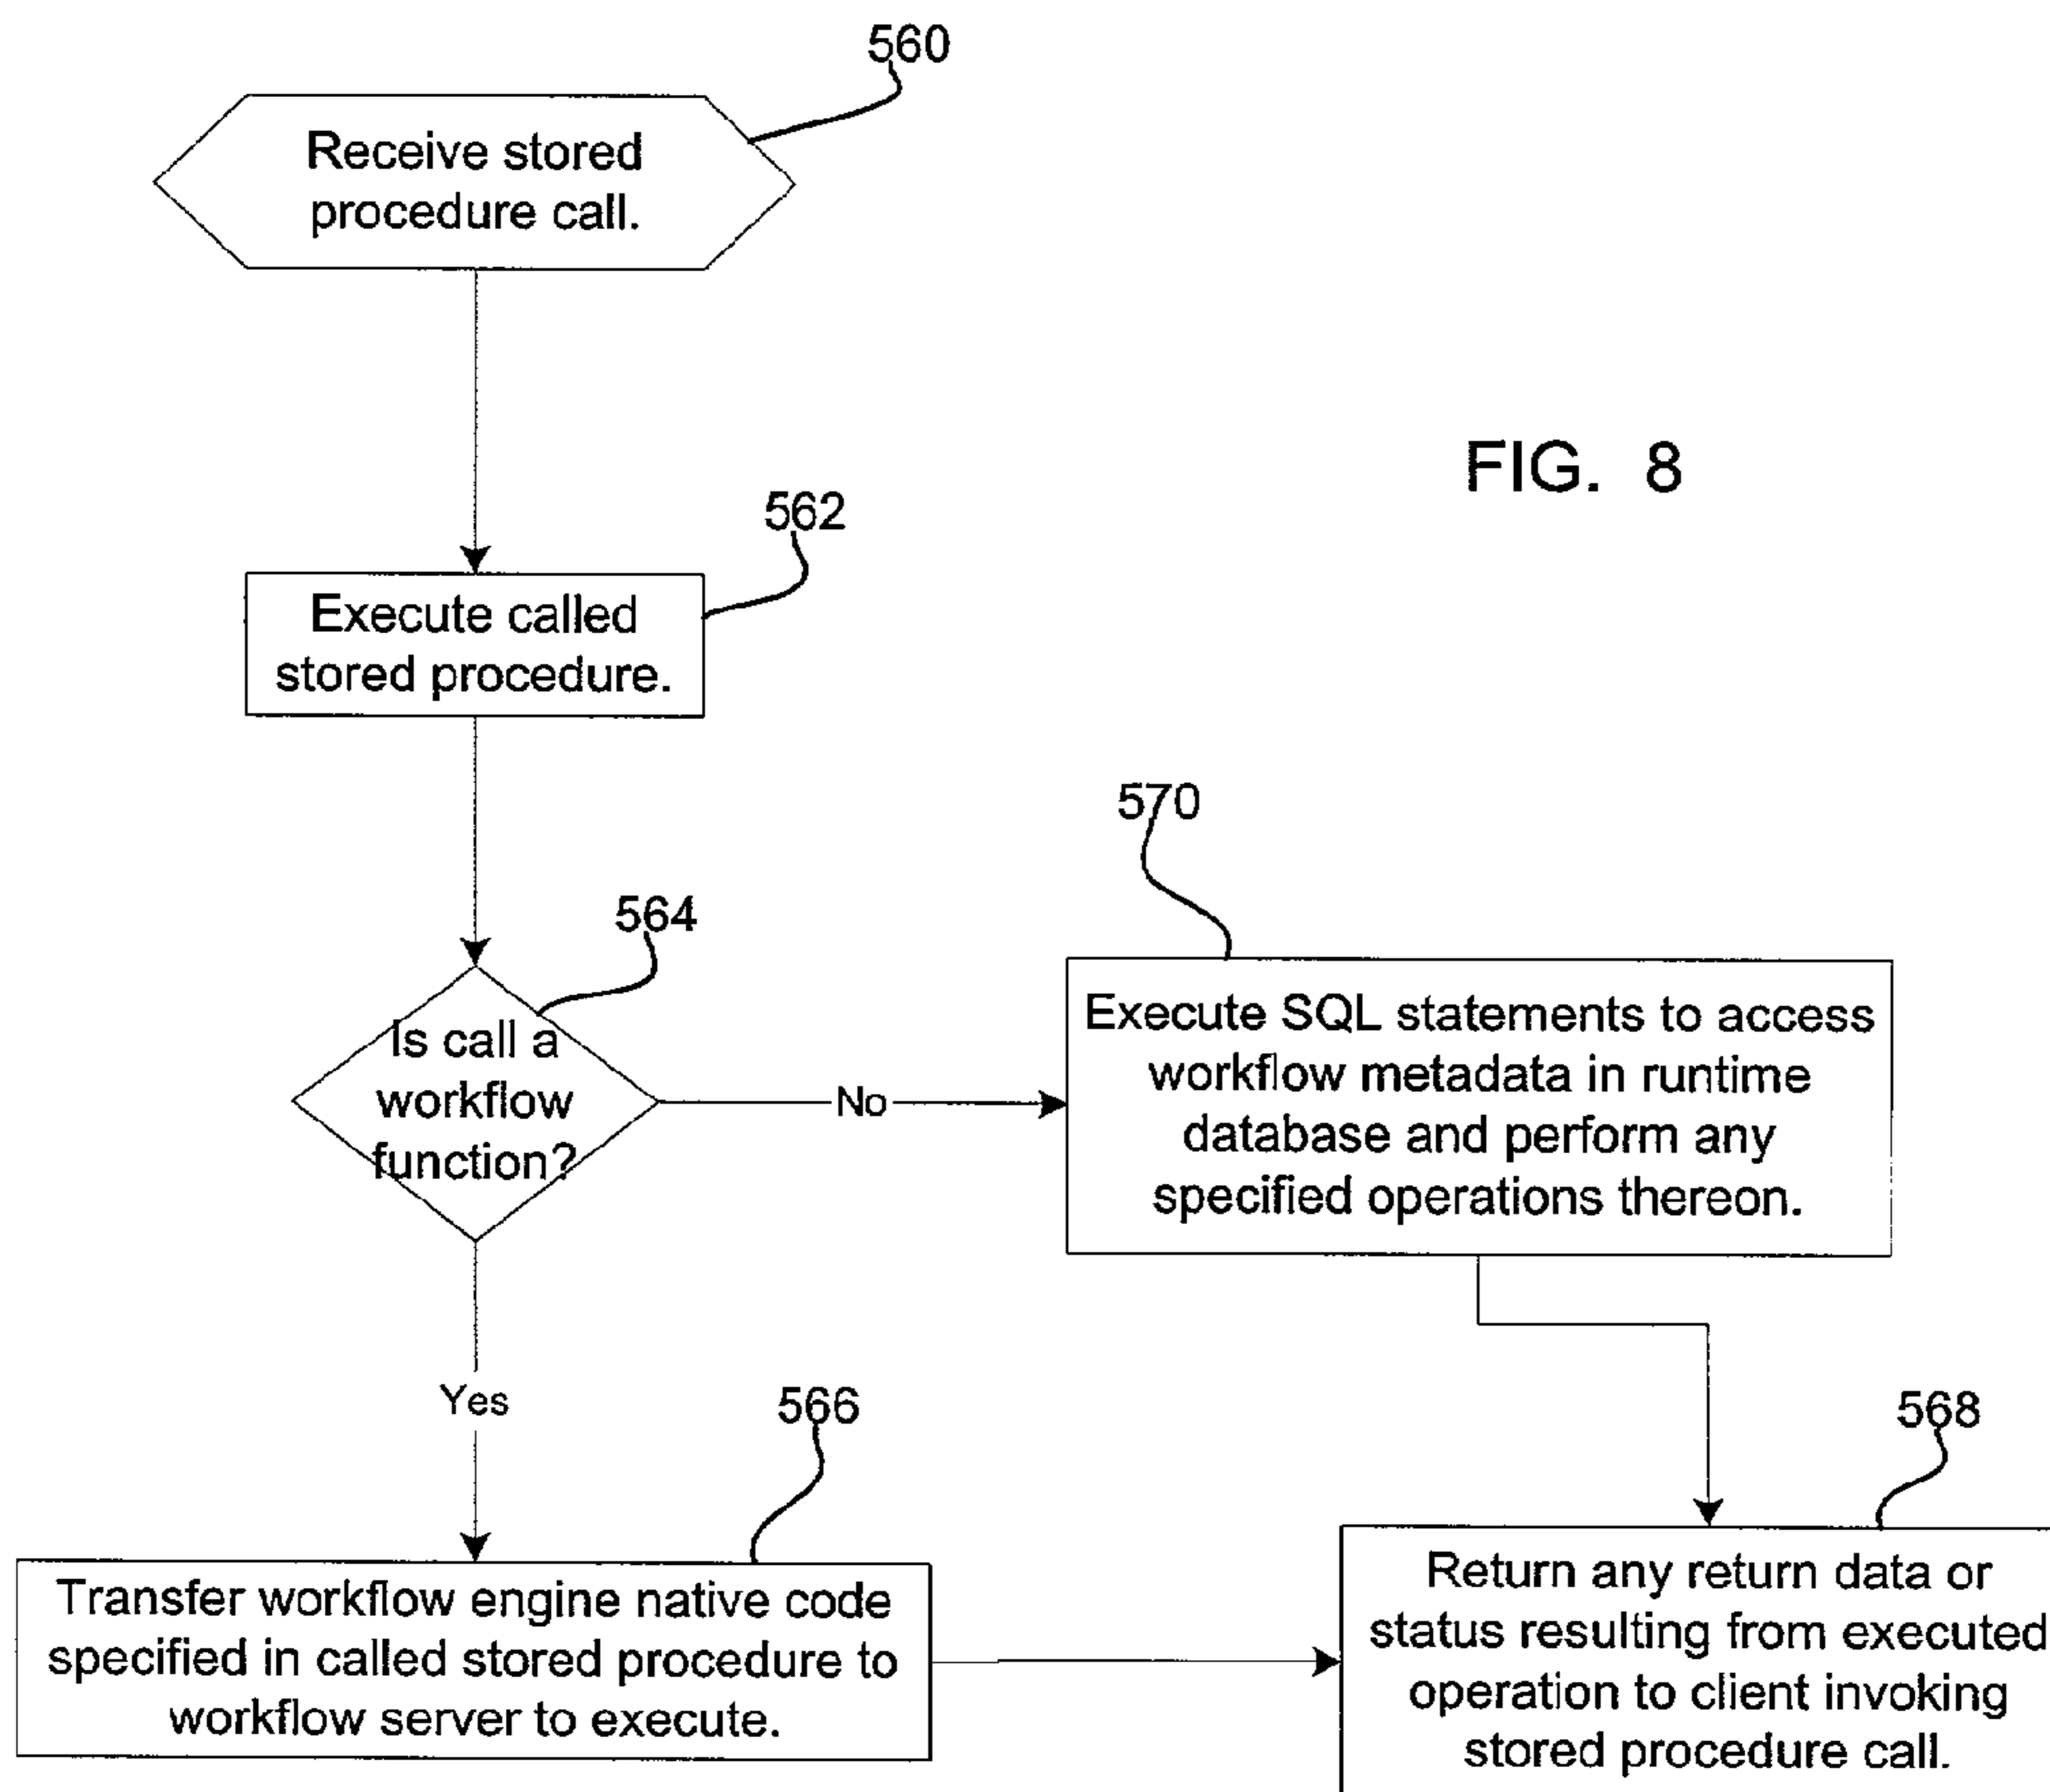 560
Receive stored
procedure call.
FIG. 8
562
Execute called
stored procedure.
570
564
Is call a
workflow
function?
No
Execute SQL statements to access
workflow metadata in runtime
database and perform any
specified operations thereon.
Yes
566
568
Transfer workflow engine native code
specified in called stored procedure to
workflow server to execute.
Return any return data or
status resulting from executed
operation to client invoking
stored procedure call.